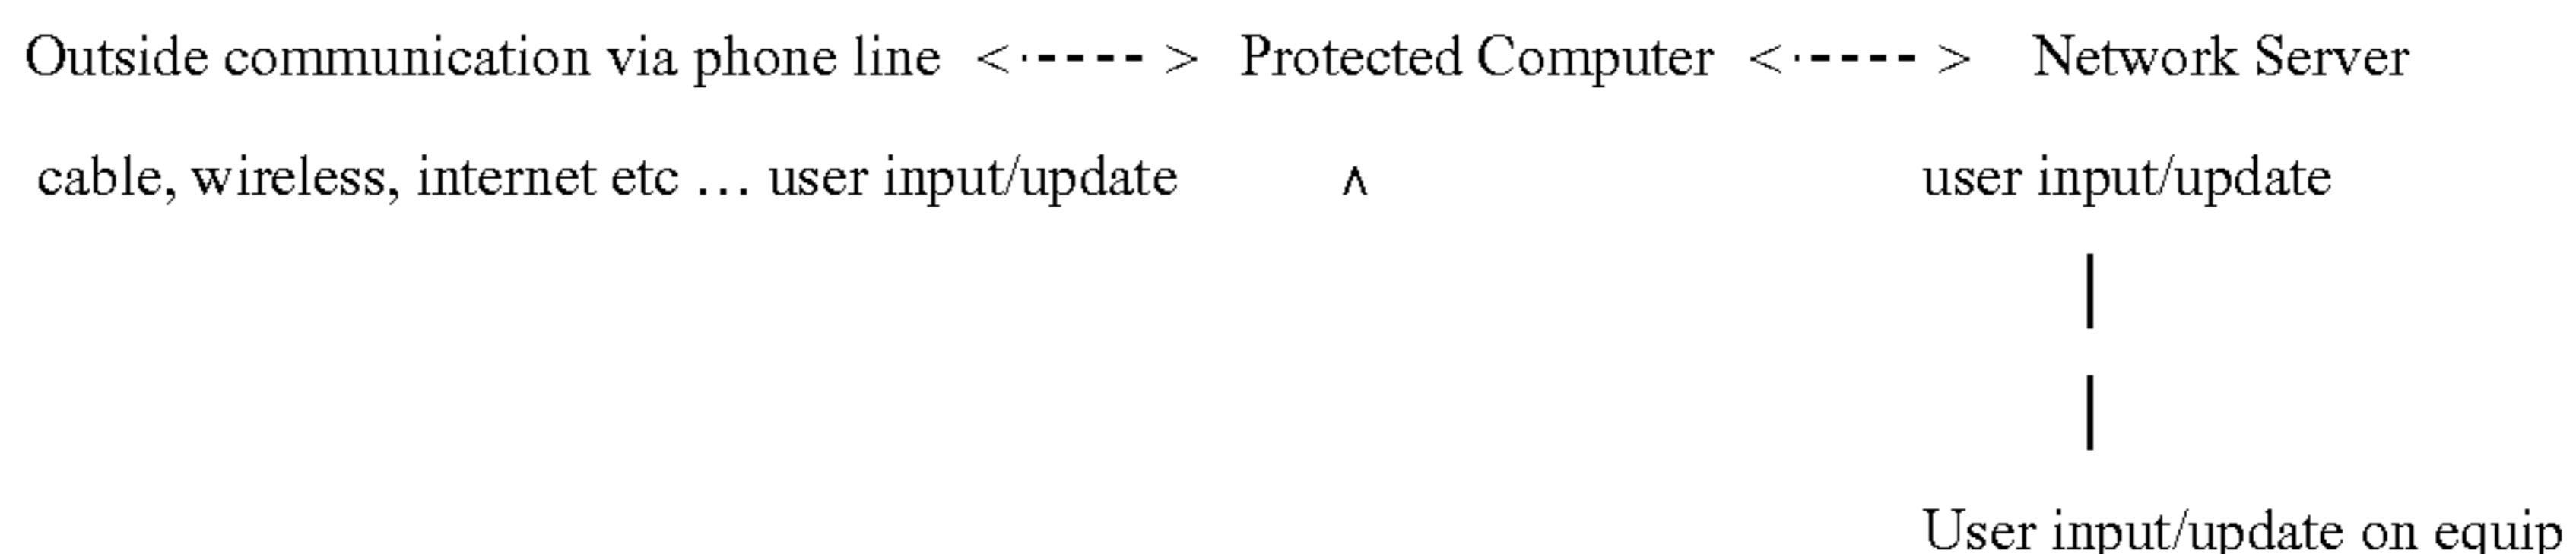 Outside communication via phone line <·----> Protected Computer <·----> Network Server
cable, wireless, internet etc … user input/update ∧ user input/update
|
|
User input/update on equip